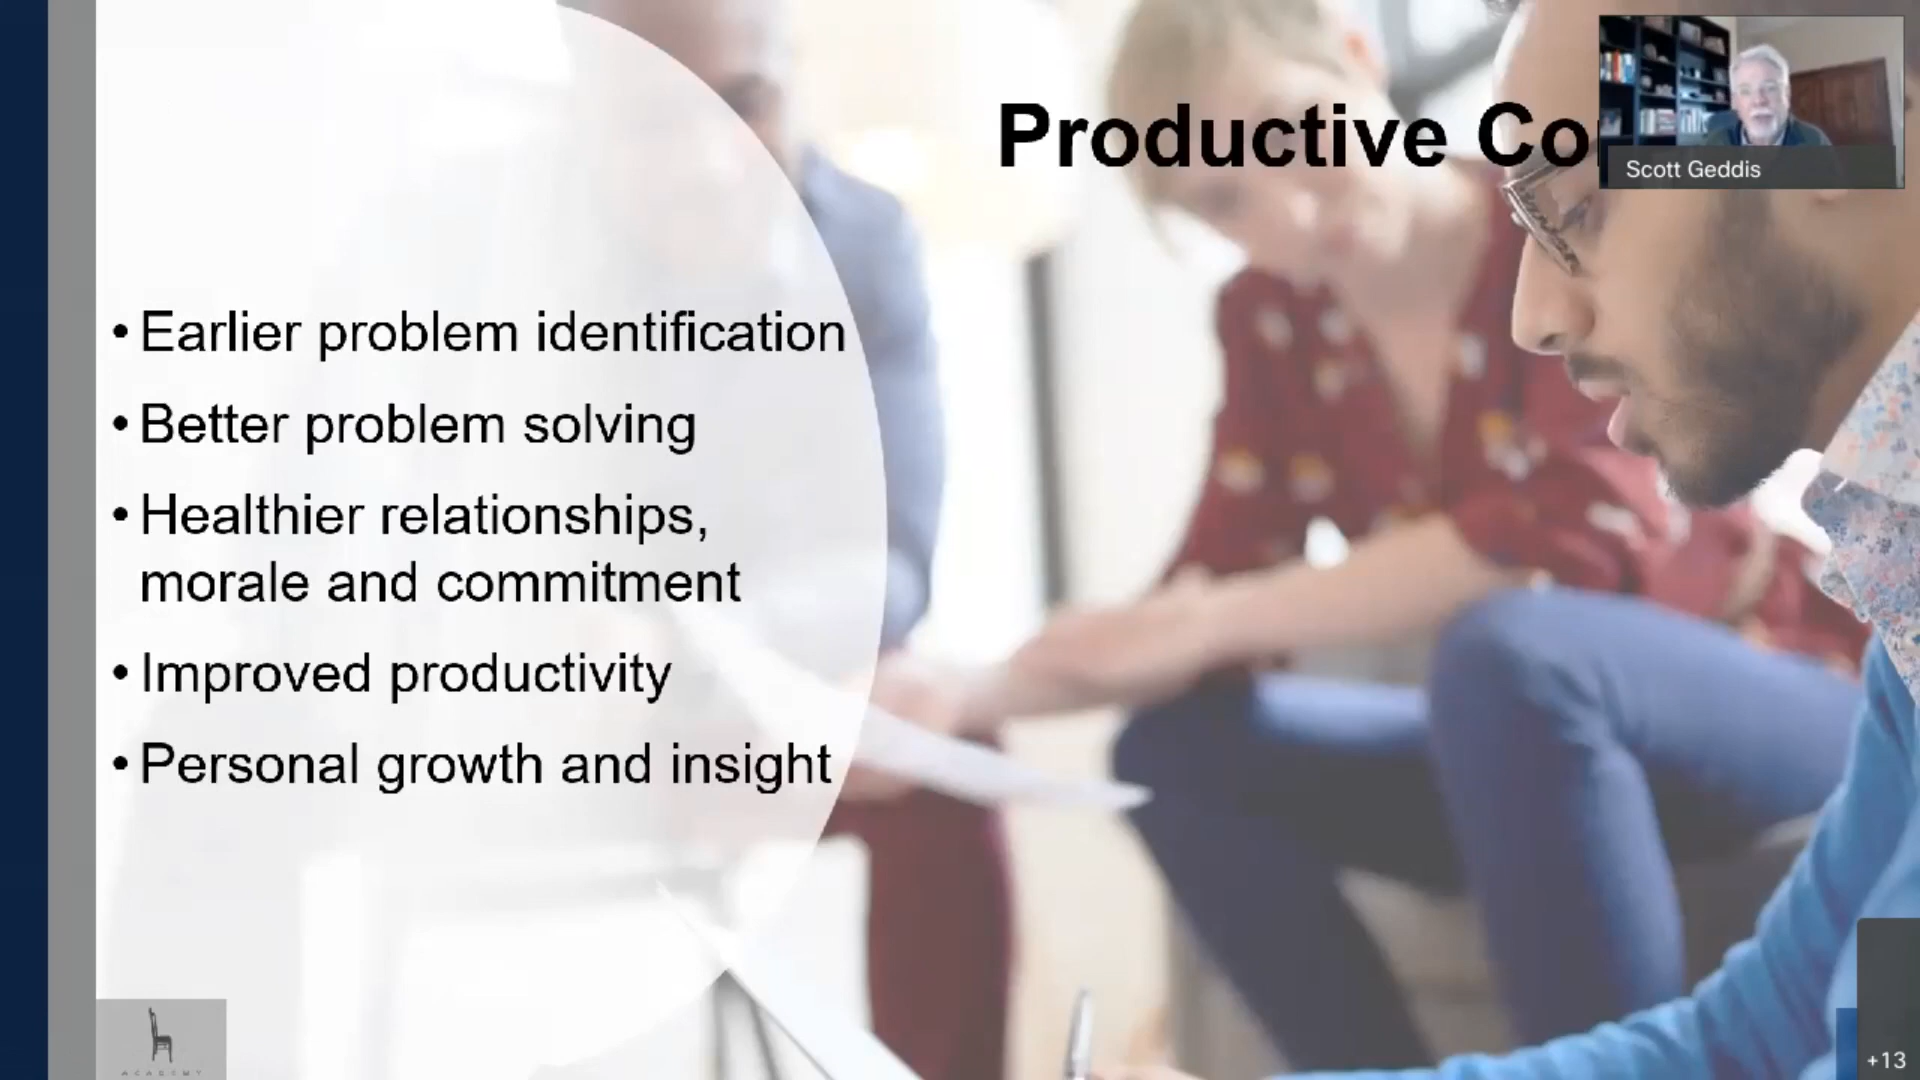 Productive Co
Scott Geddis
• Earlier problem identification
• Better problem solving
• Healthier relationships,
morale and commitment
• Improved productivity
• Personal growth and insight
ACADEMY
+13